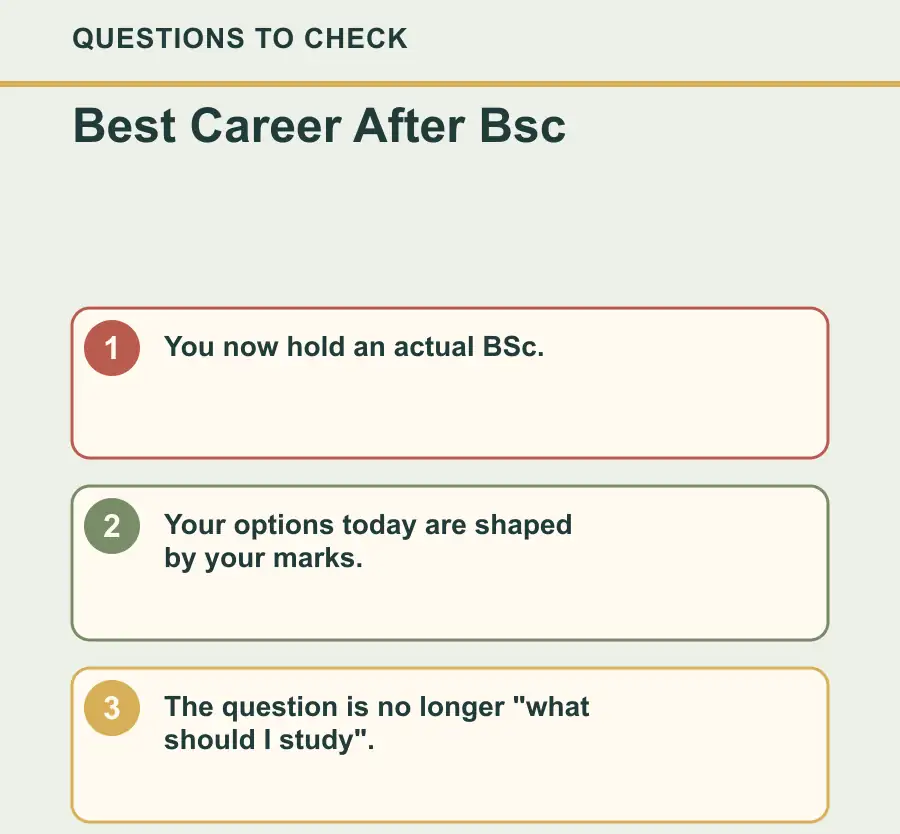 QUESTIONS TO CHECK
Best Career After Bsc
1
You now hold an actual BSc.
2
Your options today are shaped
by your marks.
3
The question is no longer "what
should I study".